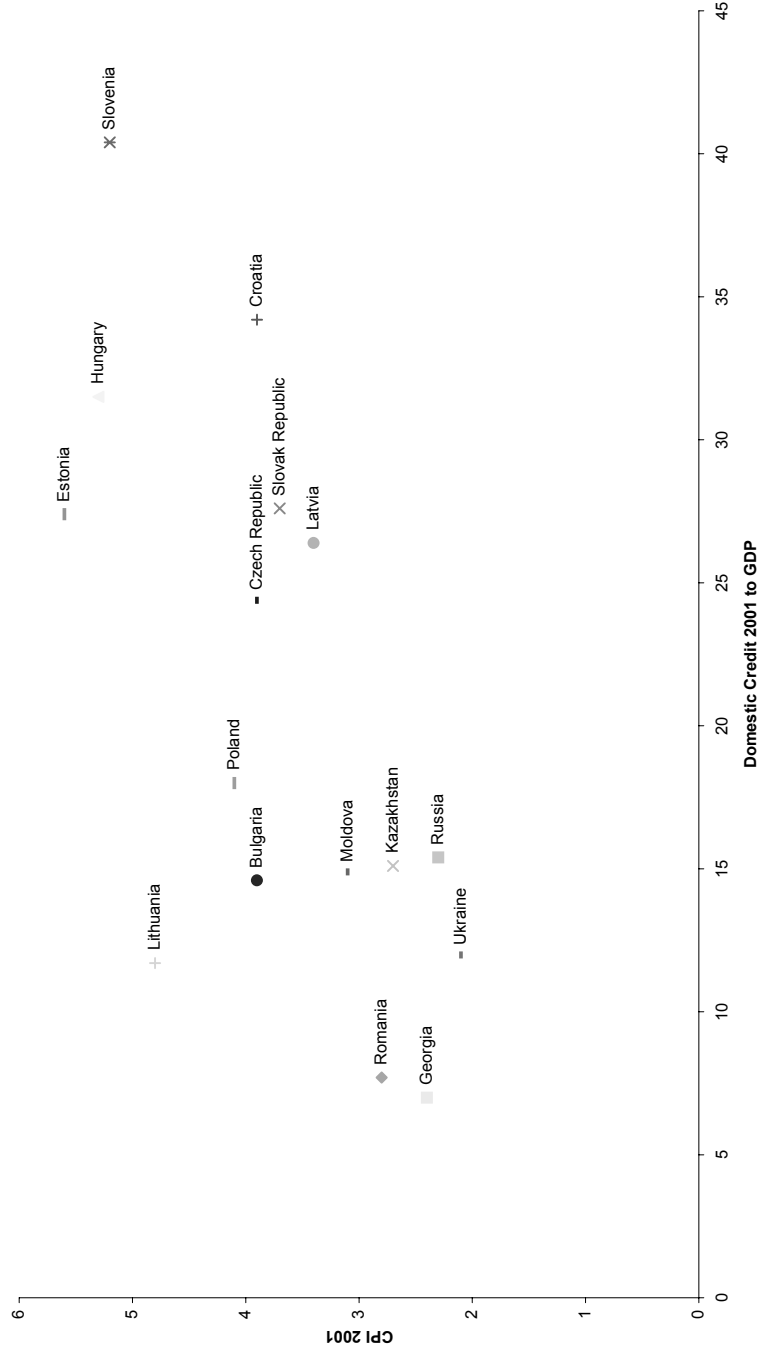 6
5
4
3
2
1
0
CPI 2001
Estonia
Hungary
Slovenia
Lithuania
Poland
Bulgaria
Czech Republic
Croatia
Slovak Republic
Latvia
Moldova
Romania
Kazakhstan
Georgia
Russia
Ukraine
0
5
10
15
20
25
30
35
40
45
Domestic Credit 2001 to GDP